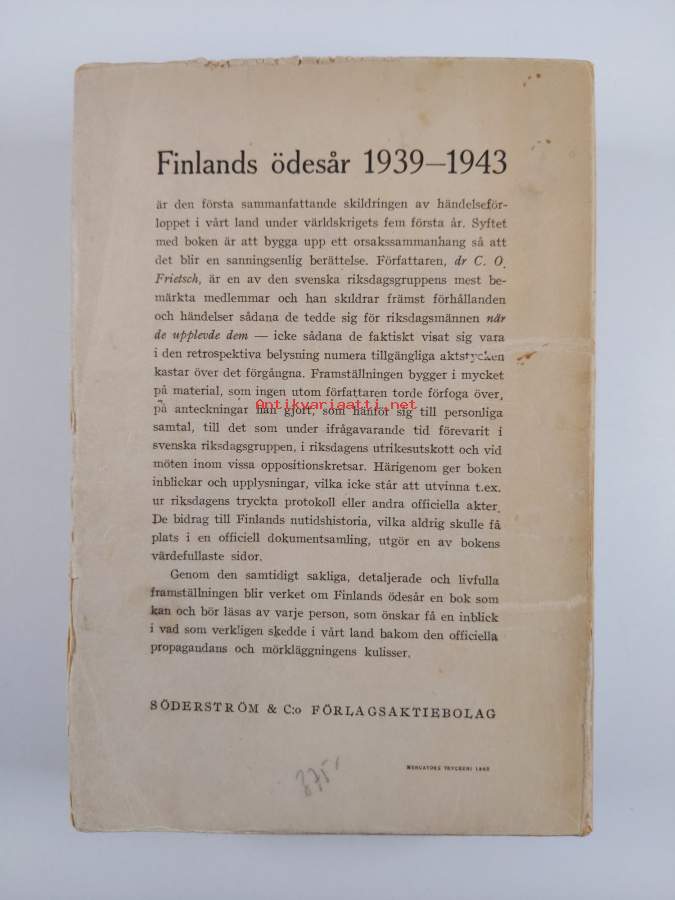 Finlands ödesår 1939—1943
är den första sammanfattande skildringen av händelseför-
loppet i vårt land under världskrigets fem första år. Syftet
med boken är att bygga upp ett orsakssammanhang så att
det blir en sanningsenlig berättelse. Författaren, dr C. O.
Frietsch, är en av den svenska riksdagsgruppens mest be-
märkta medlemmar och han skildrar främst förhållanden
och händelser sådana de tedde sig för riksdagsmännen när
de upplevde dem — icke sådana de faktiskt visat sig vara
i den retrospektiva belysning numera tillgängliga aktstycken
kastar över det förgångna. Framställningen bygger i mycket
på material, som ingen utom författaren torde förfoga över,
Antikvariaatti.net
på anteckningar han gjort, som hänför sig till personliga
samtal, till det som under ifrågavarande tid förevarit i
svenska riksdagsgruppen, i riksdagens utrikesutskott och vid
möten inom vissa oppositionskretsar. Härigenom ger boken
inblickar och upplysningar, vilka icke står att utvinna t.ex.
ur riksdagens tryckta protokoll eller andra officiella akter.
De bidrag till Finlands nutidshistoria, vilka aldrig skulle få
plats i en officiell dokumentsamling, utgör en av bokens
värdefullaste sidor.
Genom den samtidigt sakliga, detaljerade och livfulla
framställningen blir verket om Finlands ödesår en bok som
kan och bör läsas av varje person, som önskar få en inblick
i vad som verkligen skedde i vårt land bakom den officiella
propagandans och mörkläggningens kulisser.
SÖDERSTRÖM & C:o FÖRLAGSAKTIEBOLAG
MERCATORS TRYCKERI
375